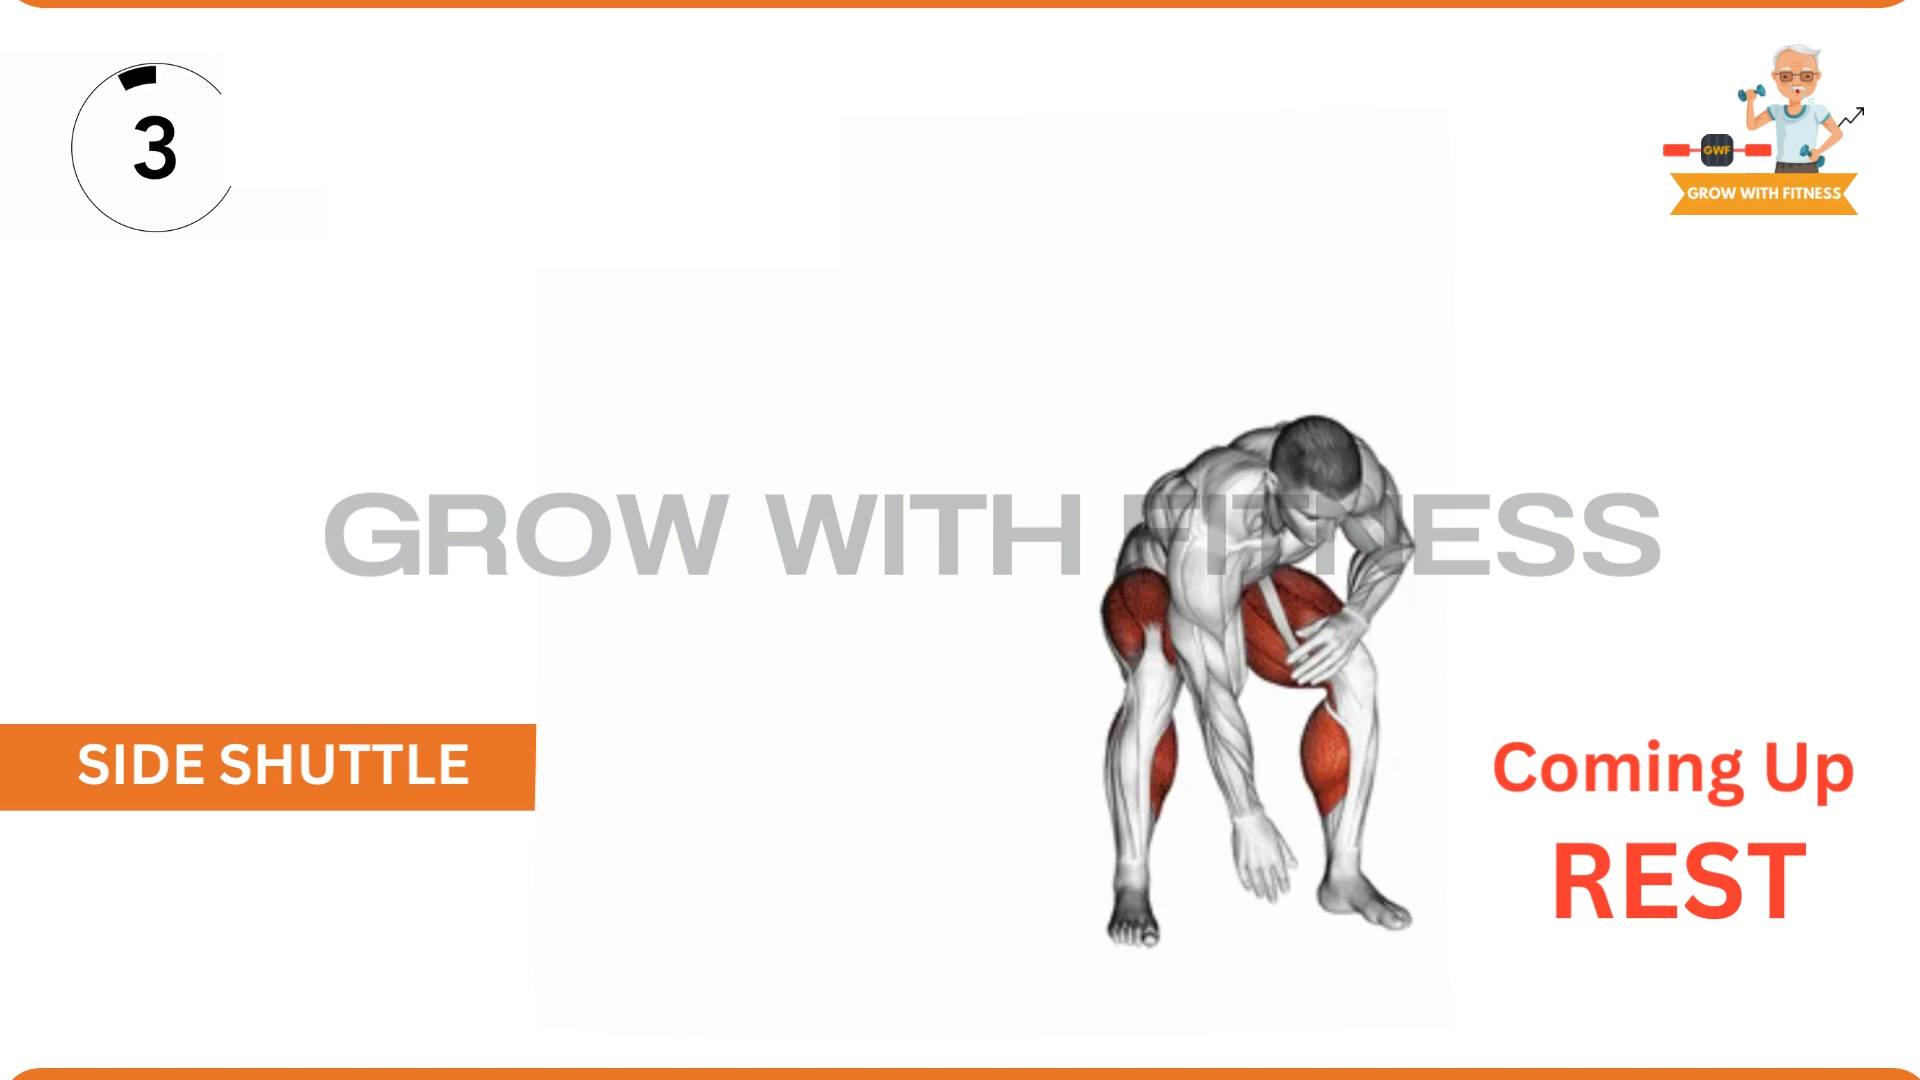 3
GWF
GROW WITH FITNESS
GROW WITH FITNESS
SIDE SHUTTLE
Coming Up
REST